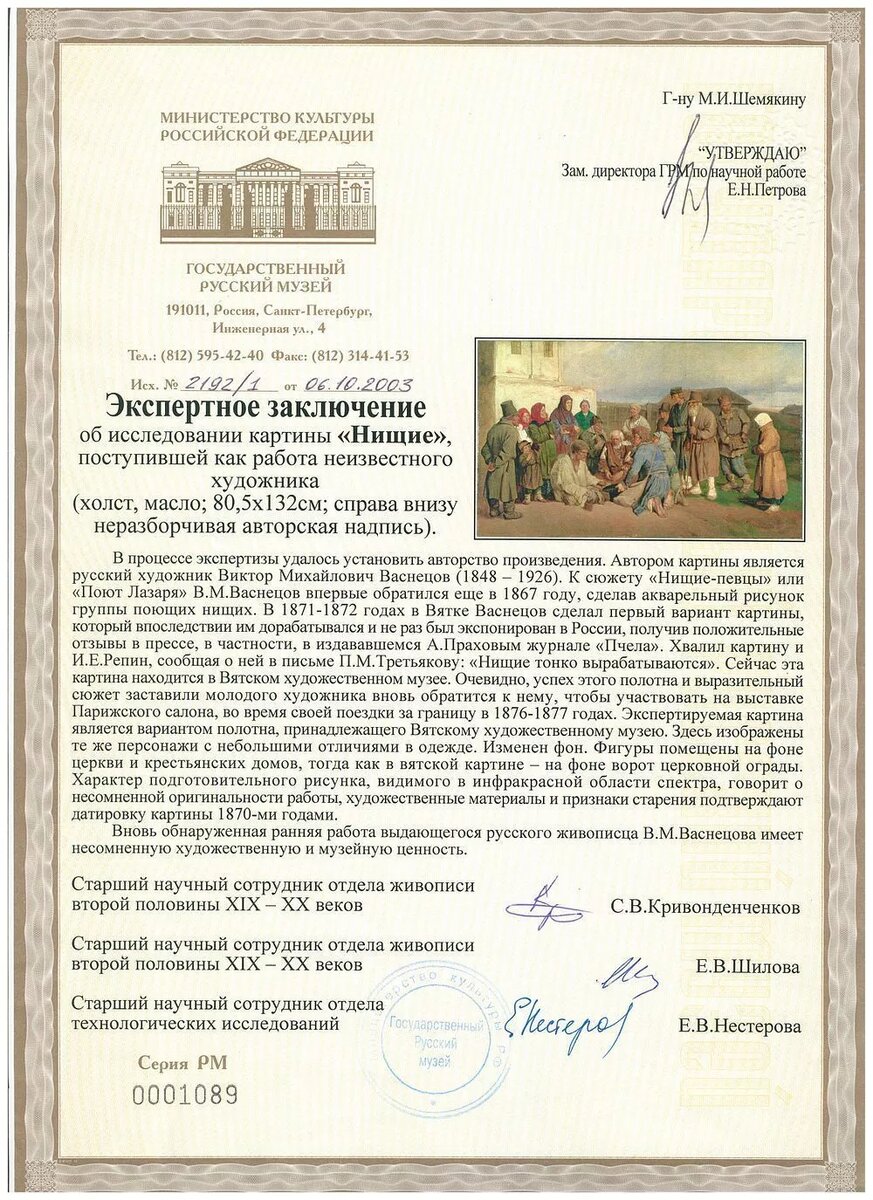 Г-ну М.И.Шемякину
“УТВЕРЖДАЮ”
Зам. директора ГРМ по научной работе
Е.Н.Петрова
МИНИСТЕРСТВО КУЛЬТУРЫ
РОССИЙСКОЙ ФЕДЕРАЦИИ
ГОСУДАРСТВЕННЫЙ
РУССКИЙ МУЗЕЙ
191011, Россия, Санкт-Петербург,
Инженерная ул., 4
Тел.: (812) 595-42-40 Факс: (812) 314-41-53
Исх. № 2192/1 от 06.10.2003
Экспертное заключение
об исследовании картины «Нищие»,
поступившей как работа неизвестного
художника
(холст, масло; 80,5х132см; справа внизу
неразборчивая авторская надпись).
В процессе экспертизы удалось установить авторство произведения. Автором картины является
русский художник Виктор Михайлович Васнецов (1848 – 1926). К сюжету «Нищие-певцы» или
«Поют Лазаря» В.М.Васнецов впервые обратился еще в 1867 году, сделав акварельный рисунок
группы поющих нищих. В 1871-1872 годах в Вятке Васнецов сделал первый вариант картины,
который впоследствии им дорабатывался и не раз был экспонирован в России, получив положительные
отзывы в прессе, в частности, в издававшемся А.Праховым журнале «Пчела». Хвалил картину и
И.Е.Репин, сообщая о ней в письме П.М.Третьякову: «Нищие тонко вырабатываются». Сейчас эта
картина находится в Вятском художественном музее. Очевидно, успех этого полотна и выразительный
сюжет заставили молодого художника вновь обратится к нему, чтобы участвовать на выставке
Парижского салона, во время своей поездки за границу в 1876-1877 годах. Экспертируемая картина
является вариантом полотна, принадлежащего Вятскому художественному музею. Здесь изображены
те же персонажи с небольшими отличиями в одежде. Изменен фон. Фигуры помещены на фоне
церкви и крестьянских домов, тогда как в вятской картине – на фоне ворот церковной ограды.
Характер подготовительного рисунка, видимого в инфракрасной области спектра, говорит о
несомненной оригинальности работы, художественные материалы и признаки старения подтверждают
датировку картины 1870-ми годами.
Вновь обнаруженная ранняя работа выдающегося русского живописца В.М.Васнецова имеет
несомненную художественную и музейную ценность.
Старший научный сотрудник отдела живописи
второй половины XIX – XX веков
С.В.Кривонденченков
Старший научный сотрудник отдела живописи
второй половины XIX – XX веков
Е.В.Шилова
Старший научный сотрудник отдела
технологических исследований
Е.Нестерова
Е.В.Нестерова
культуры РФ
Государственный
Русский
музей
Серия РМ
0001089